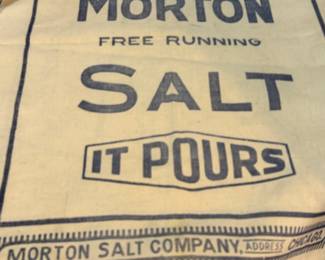 MORTON
FREE RUNNING
SALT
IT POURS
MORTON SALT COMPANY, ADDRESS CHICAGO